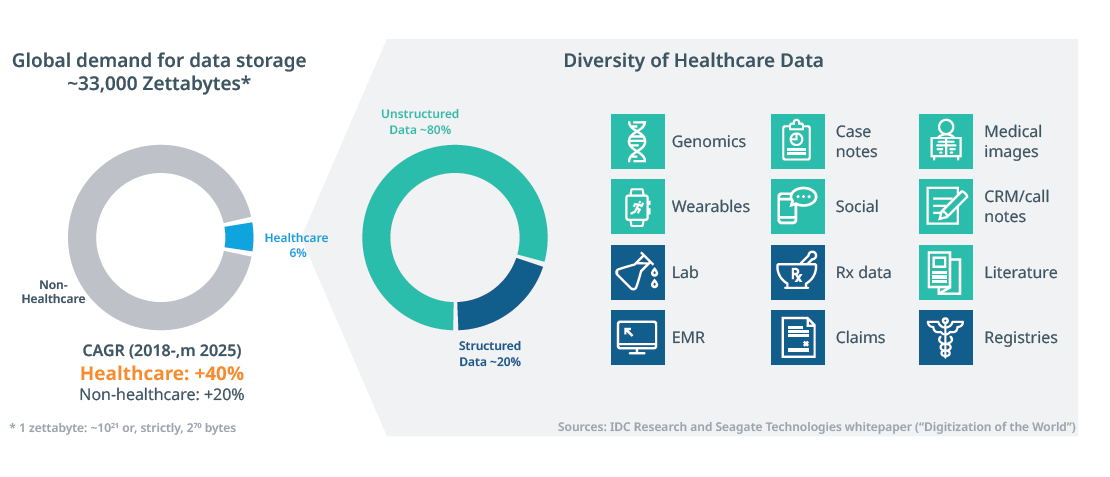 Global demand for data storage
~33,000 Zettabytes*
Non-
Healthcare
Healthcare
6%
CAGR (2018-,m 2025)
Healthcare: +40%
Non-healthcare: +20%
* 1 zettabyte: ~10²¹ or, strictly, 2⁷⁰ bytes
Diversity of Healthcare Data
Unstructured
Data ~80%
Structured
Data ~20%
Genomics
Case
notes
Medical
images
Wearables
Social
CRM/call
notes
Lab
Rx
Rx data
Literature
EMR
Claims
Registries
Sources: IDC Research and Seagate Technologies whitepaper (“Digitization of the World”)